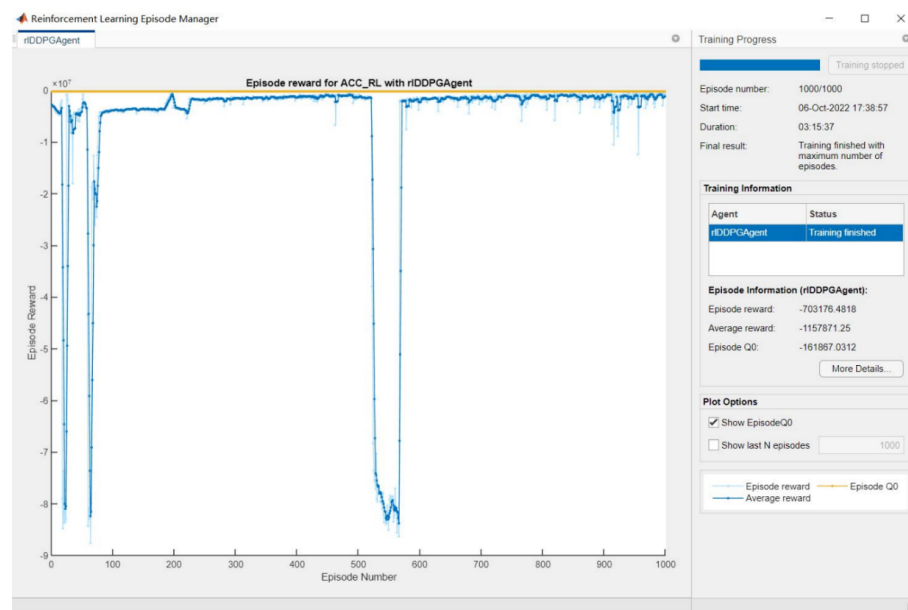 Reinforcement Learning Episode Manager
rlDDPGAgent
Episode reward for ACC_RL with rlDDPGAgent
×10⁷
0
-1
-2
-3
-4
-5
-6
-7
-8
-9
Episode Reward
0 100 200 300 400 500 600 700 800 900 1000
Episode Number
Training Progress
Training stopped
Episode number: 1000/1000
Start time: 06-Oct-2022 17:38:57
Duration: 03:15:37
Final result: Training finished with
maximum number of
episodes.
Training Information
Agent Status
rlDDPGAgent Training finished
Episode Information (rlDDPGAgent):
Episode reward: -703176.4818
Average reward: -1157871.25
Episode Q0: -161867.0312
More Details...
Plot Options
Show EpisodeQ0
Show last N episodes 1000
Episode reward Episode Q0
Average reward